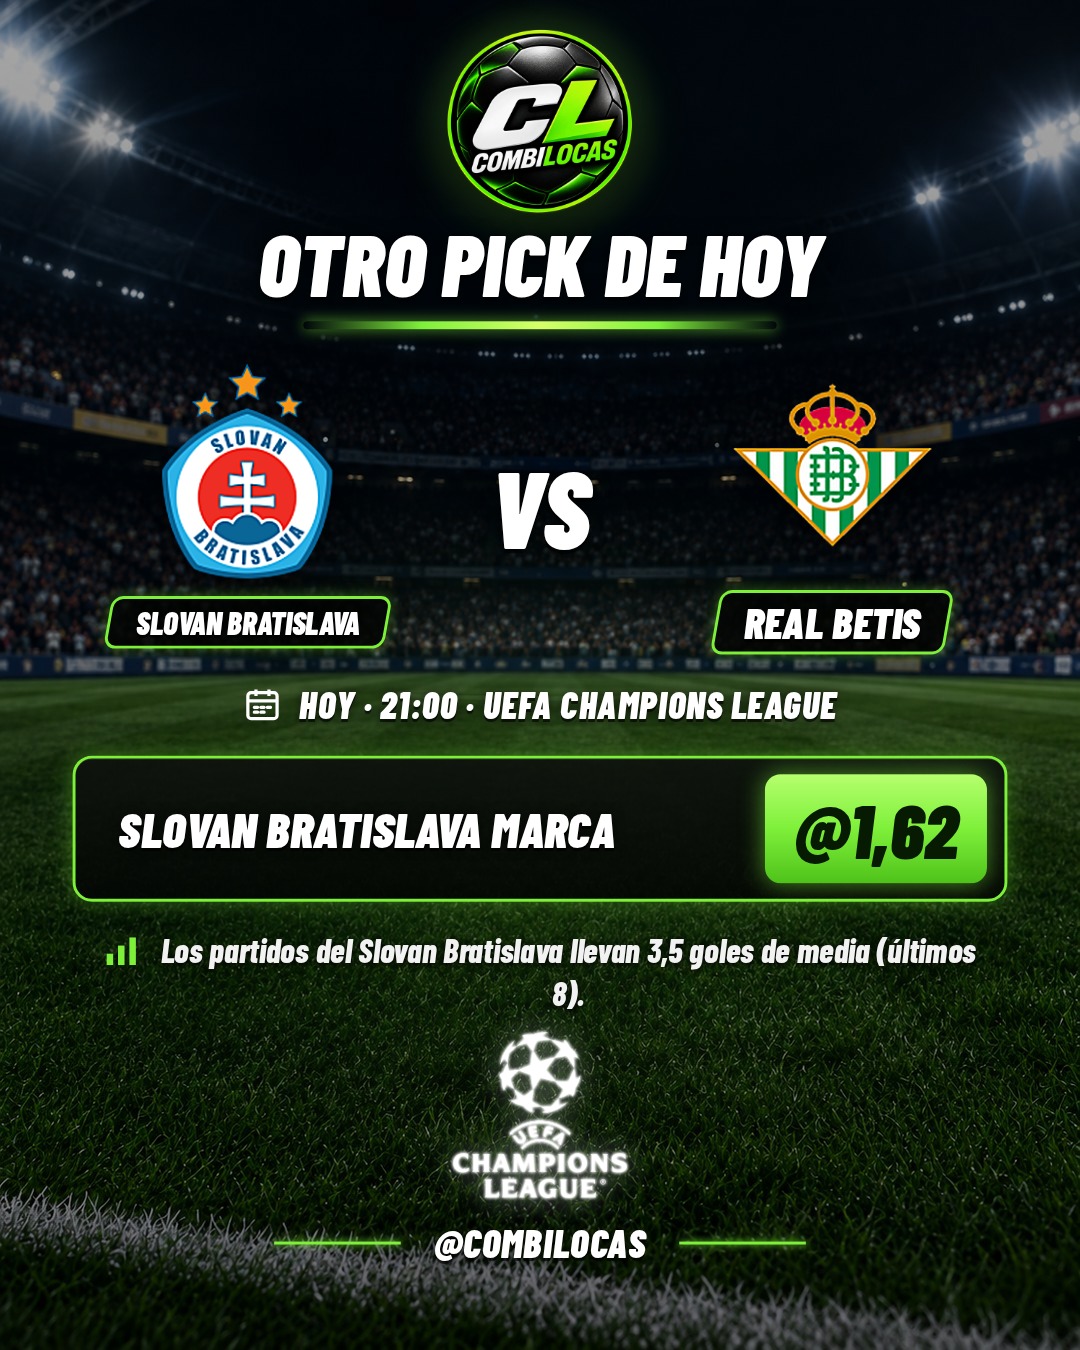 CL
COMBILOCAS
OTRO PICK DE HOY
SLOVAN
BRATISLAVA
VS
SLOVAN BRATISLAVA
REAL BETIS
HOY · 21:00 · UEFA CHAMPIONS LEAGUE
SLOVAN BRATISLAVA MARCA
@1,62
Los partidos del Slovan Bratislava llevan 3,5 goles de media (últimos
8).
UEFA
CHAMPIONS
LEAGUE®
@COMBILOCAS